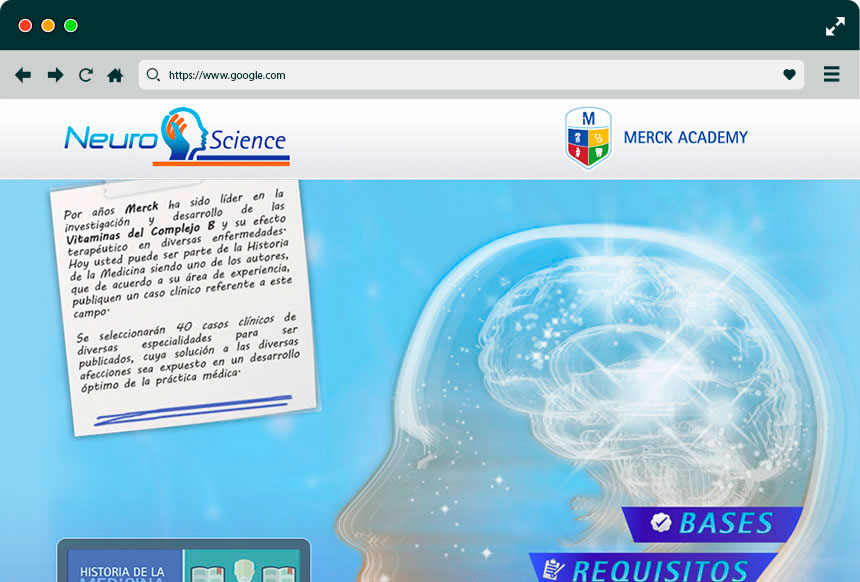 https://www.google.com
Neuro Science
M
MERCK ACADEMY
Por años Merck ha sido líder en la
investigación y desarrollo de las
Vitaminas del Complejo B y su efecto
terapéutico en diversas enfermedades.
Hoy usted puede ser parte de la Historia
de la Medicina siendo uno de los autores,
que de acuerdo a su área de experiencia,
publiquen un caso clínico referente a este
campo.
Se seleccionarán 40 casos clínicos de
diversas especialidades para ser
publicados, cuya solución a las diversas
afecciones sea expuesto en un desarrollo
óptimo de la práctica médica.
BASES
REQUISITOS
HISTORIA DE LA
MEDICINA